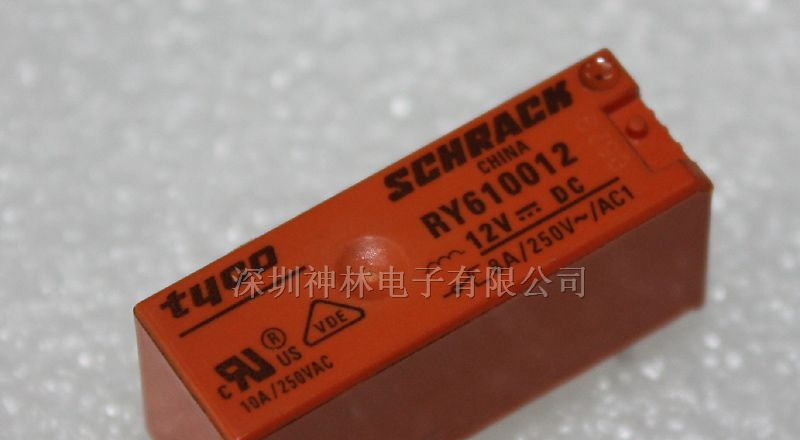 SCHRACK
CHINA
RY610012
12V DC
8A/250V~/AC1
tyco
VDE
c RU ® US
10A/250VAC
深圳神林电子有限公司